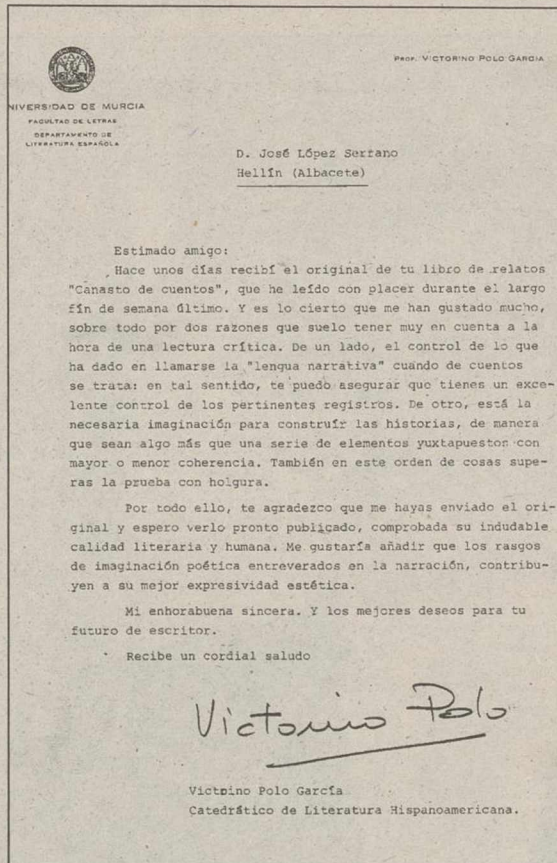 PROF. VICTORINO POLO GARCIA
NIVERSIDAD DE MURCIA
FACULTAD DE LETRAS
DEPARTAMENTO DE
LITERATURA ESPAÑOLA
D. José López Serrano
Hellín (Albacete)
Estimado amigo:
Hace unos días recibí el original de tu libro de relatos
"Canasto de cuentos", que he leído con placer durante el largo
fín de semana último. Y es lo cierto que me han gustado mucho,
sobre todo por dos razones que suelo tener muy en cuenta a la
hora de una lectura crítica. De un lado, el control de lo que
ha dado en llamarse la "lengua narrativa" cuando de cuentos
se trata: en tal sentido, te puedo asegurar que tienes un exce-
lente control de los pertinentes registros. De otro, está la
necesaria imaginación para construír las historias, de manera
que sean algo más que una serie de elementos yuxtapuestos con
mayor o menor coherencia. También en este orden de cosas supe-
ras la prueba con holgura.
Por todo ello, te agradezco que me hayas enviado el ori-
ginal y espero verlo pronto publicado, comprobada su indudable
calidad literaria y humana. Me gustaría añadir que los rasgos
de imaginación poética entreverados en la narración, contribu-
yen a su mejor expresividad estética.
Mi enhorabuena sincera. Y los mejores deseos para tu
futuro de escritor.
Recibe un cordial saludo
Victorino Polo
Victoino Polo García
Catedrático de Literatura Hispanoamericana.